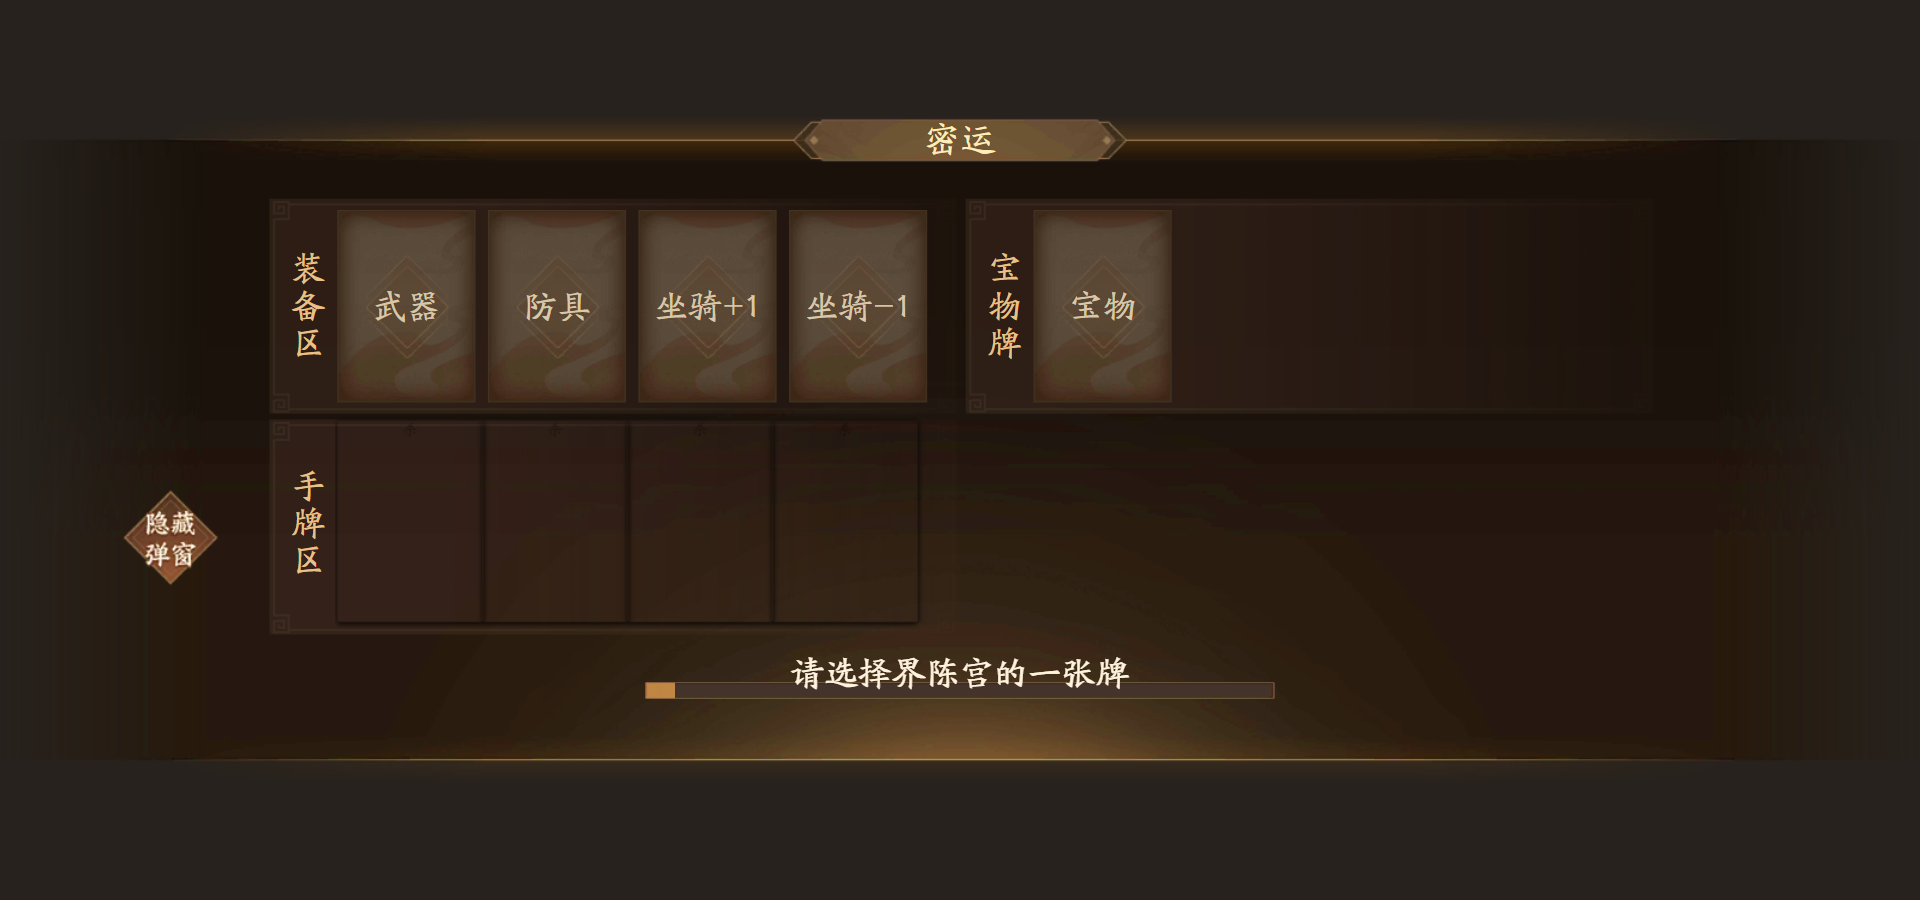 密运
装备区
武器
防具
坐骑+1
坐骑-1
宝物牌
宝物
手牌区
隐藏
弹窗
请选择界陈宫的一张牌